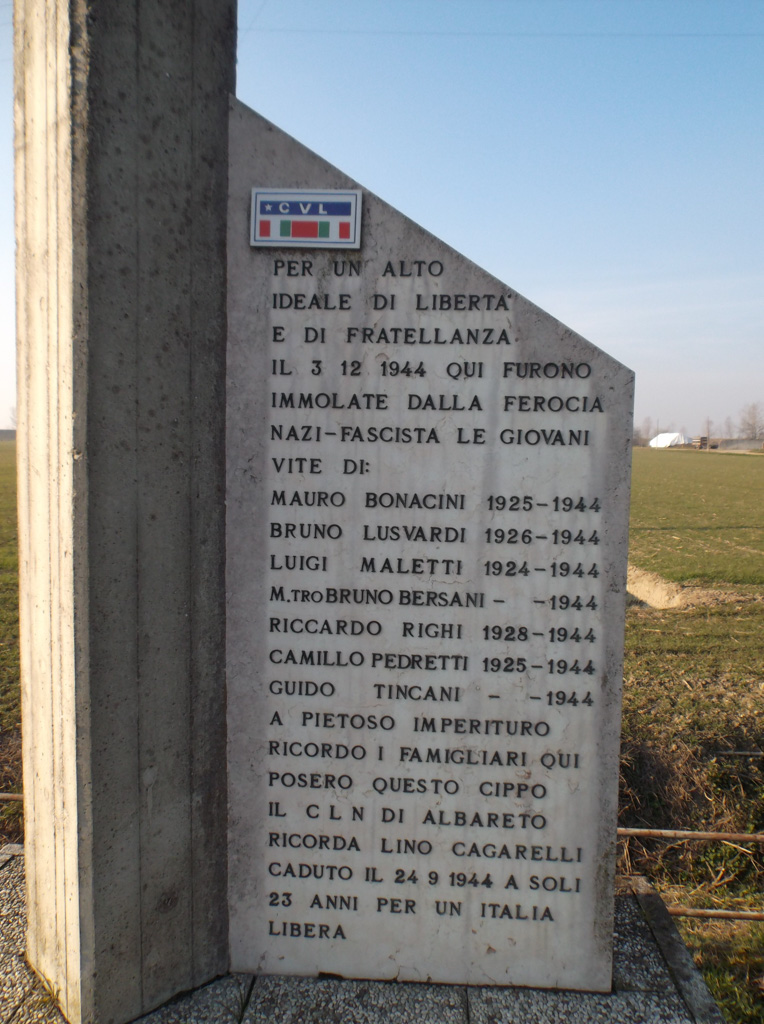 ★ CVL
PER UN ALTO
IDEALE DI LIBERTA'
E DI FRATELLANZA
IL 3 12 1944 QUI FURONO
IMMOLATE DALLA FEROCIA
NAZI-FASCISTA LE GIOVANI
VITE DI:
MAURO BONACINI 1925-1944
BRUNO LUSVARDI 1926-1944
LUIGI MALETTI 1924-1944
M.TRO BRUNO BERSANI - -1944
RICCARDO RIGHI 1928-1944
CAMILLO PEDRETTI 1925-1944
GUIDO TINCANI - -1944
A PIETOSO IMPERITURO
RICORDO I FAMIGLIARI QUI
POSERO QUESTO CIPPO
IL C L N DI ALBARETO
RICORDA LINO CAGARELLI
CADUTO IL 24 9 1944 A SOLI
23 ANNI PER UN ITALIA
LIBERA